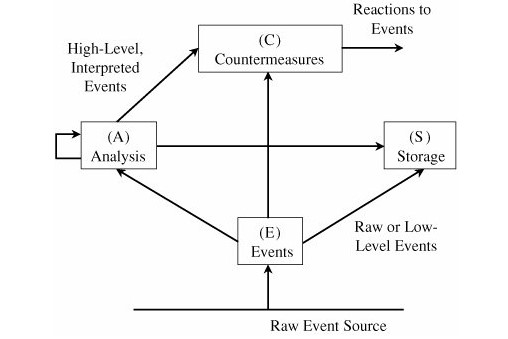 Reactions to
Events
(C)
Countermeasures
High-Level,
Interpreted
Events
(A)
Analysis
(S)
Storage
(E)
Events
Raw or Low-
Level Events
Raw Event Source